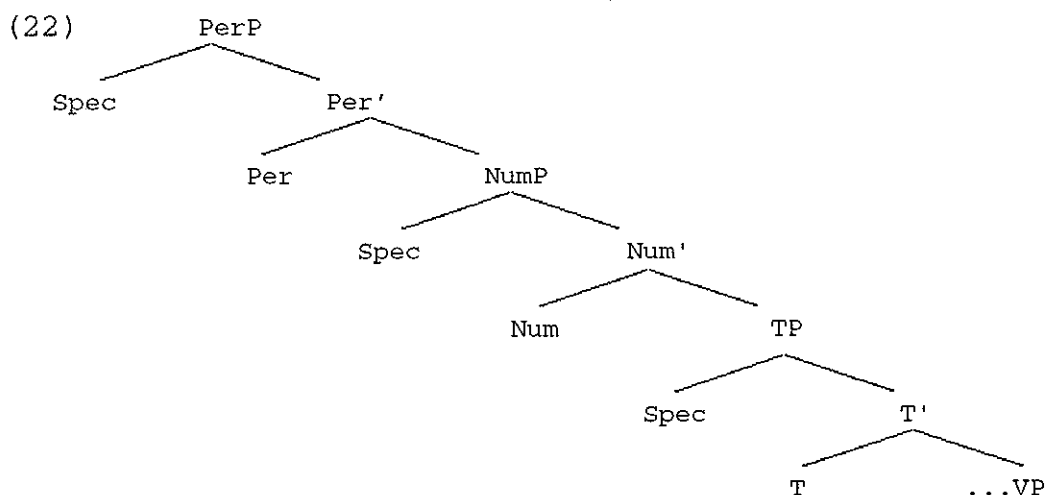 (22) PerP
Spec Per'
Per NumP
Spec Num'
Num TP
Spec T'
T ...VP